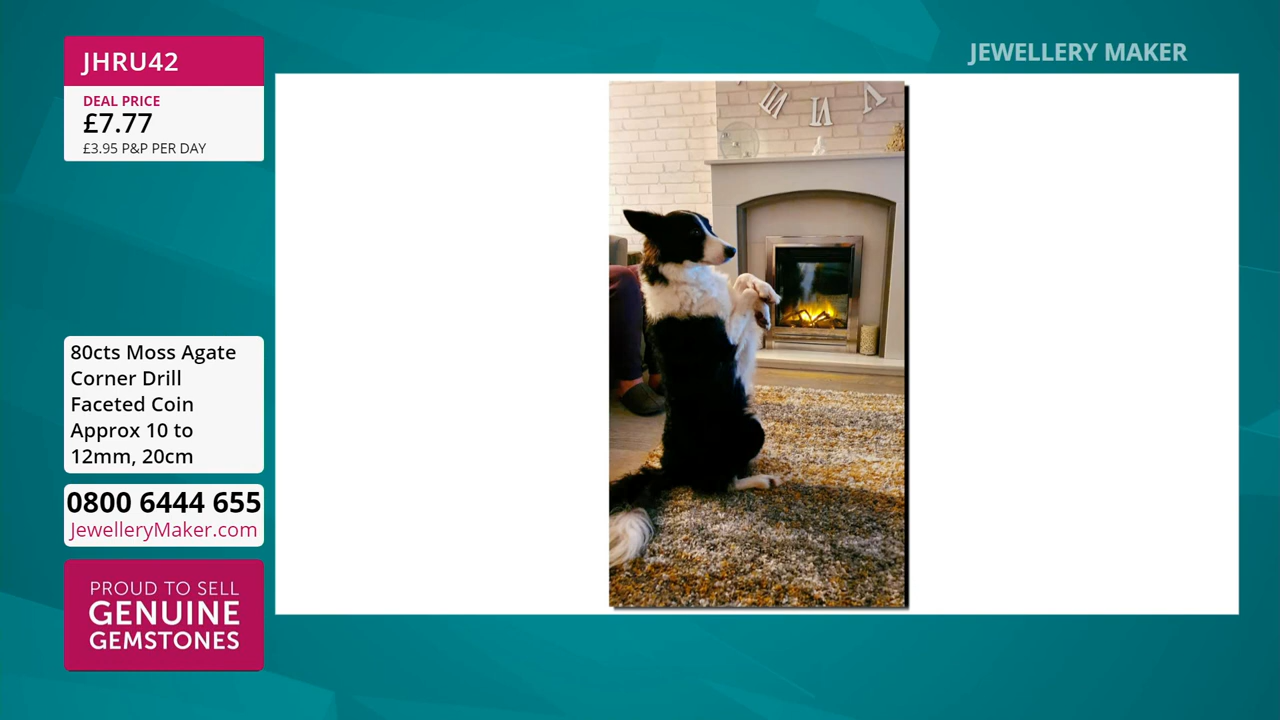 JHRU42
DEAL PRICE
£7.77
£3.95 P&P PER DAY
JEWELLERY MAKER
80cts Moss Agate
Corner Drill
Faceted Coin
Approx 10 to
12mm, 20cm
0800 6444 655
JewelleryMaker.com
PROUD TO SELL
GENUINE
GEMSTONES